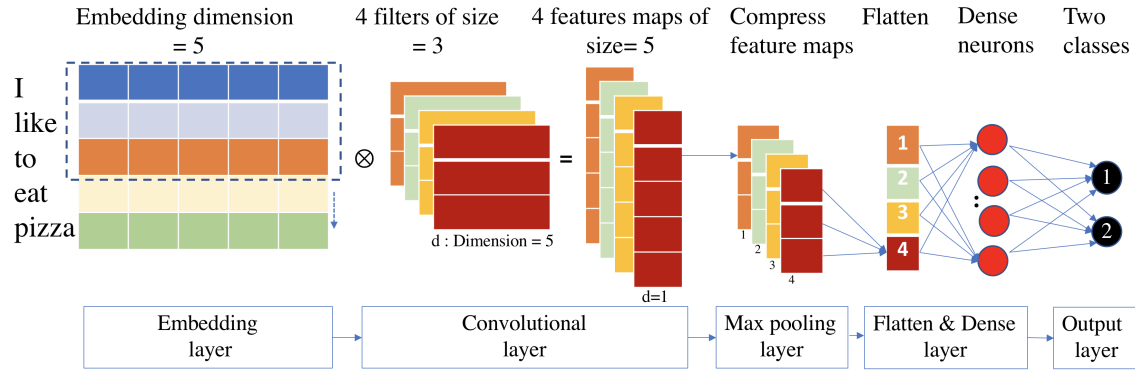 Embedding dimension
= 5
4 filters of size
= 3
4 features maps of
size= 5
Compress
feature maps
Flatten
Dense
neurons
Two
classes
I
like
to
eat
pizza
⊗
=
d : Dimension = 5
d=1
1
2
3
4
1
2
3
4
:
1
2
Embedding
layer
Convolutional
layer
Max pooling
layer
Flatten & Dense
layer
Output
layer